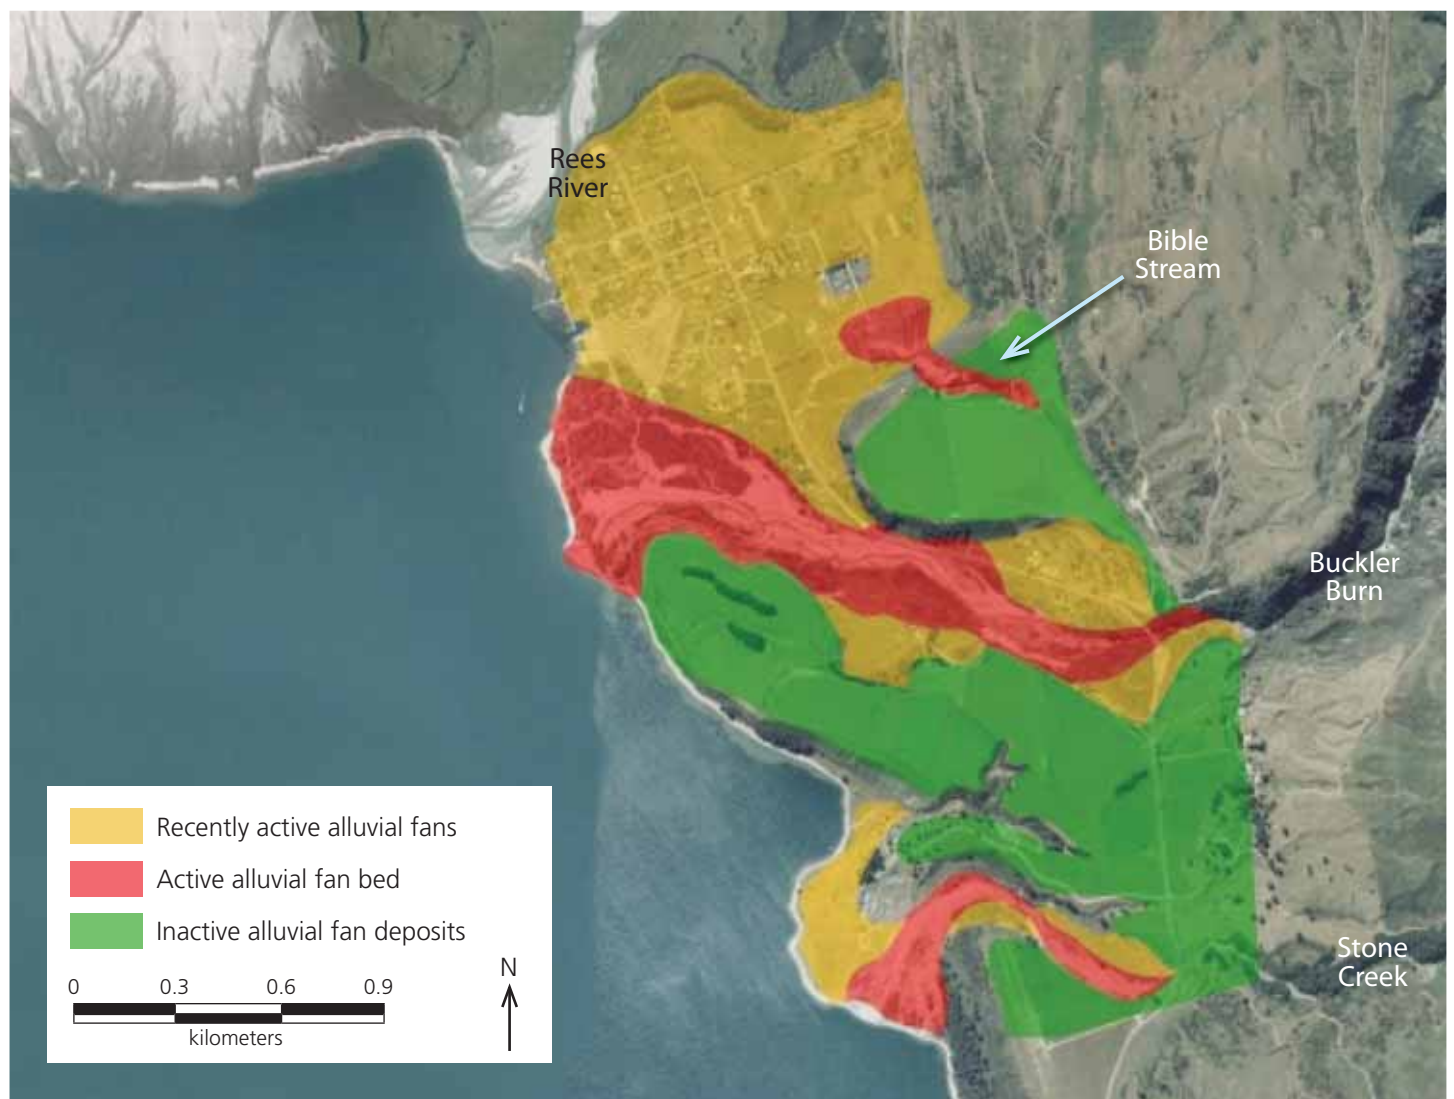 Rees
River
Bible
Stream
Buckler
Burn
Stone
Creek
Recently active alluvial fans
Active alluvial fan bed
Inactive alluvial fan deposits
0 0.3 0.6 0.9
kilometers
N